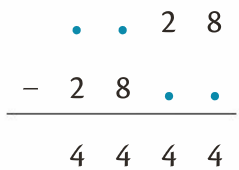 . . 2 8
– 2 8 . .
4 4 4 4